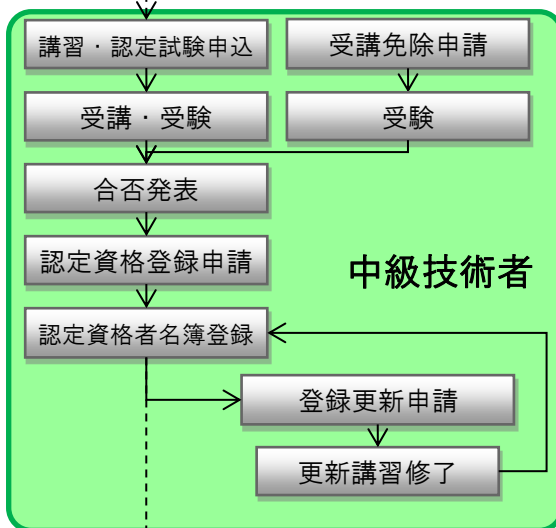 講習・認定試験申込
受講免除申請
受講・受験
受験
合否発表
認定資格登録申請
中級技術者
認定資格者名簿登録
登録更新申請
更新講習修了